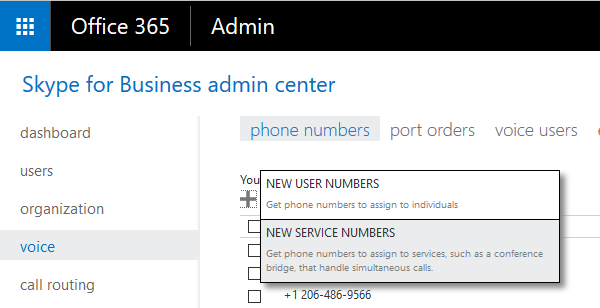 Office 365 Admin
Skype for Business admin center
dashboard
users
organization
voice
call routing
phone numbers port orders voice users
You
NEW USER NUMBERS
Get phone numbers to assign to individuals
NEW SERVICE NUMBERS
Get phone numbers to assign to services, such as a conference
bridge, that handle simultaneous calls.
+1 206-486-9566